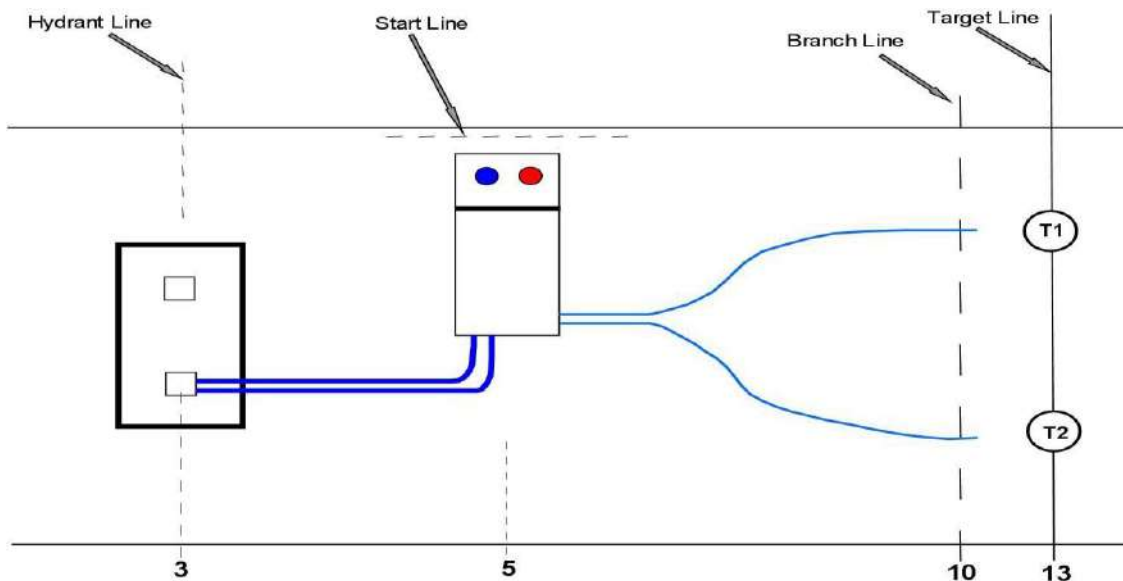 Hydrant Line
Start Line
Target Line
Branch Line
T1
T2
3
5
10
13